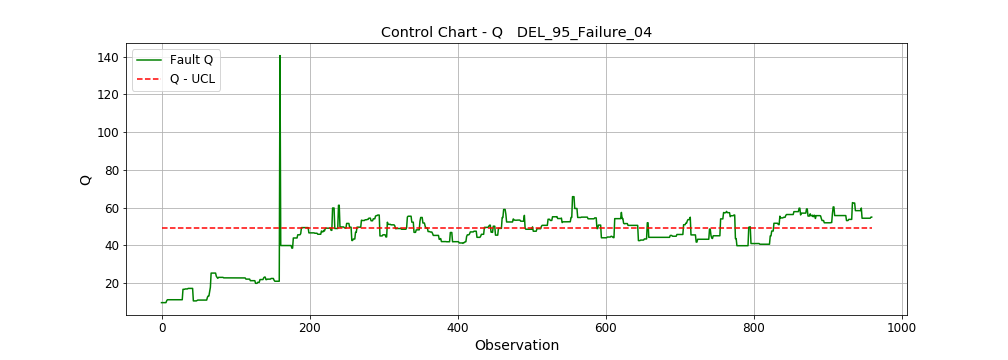 Control Chart - Q   DEL_95_Failure_04
Fault Q
Q - UCL
140
120
100
80
60
40
20
Q
0 200 400 600 800 1000
Observation